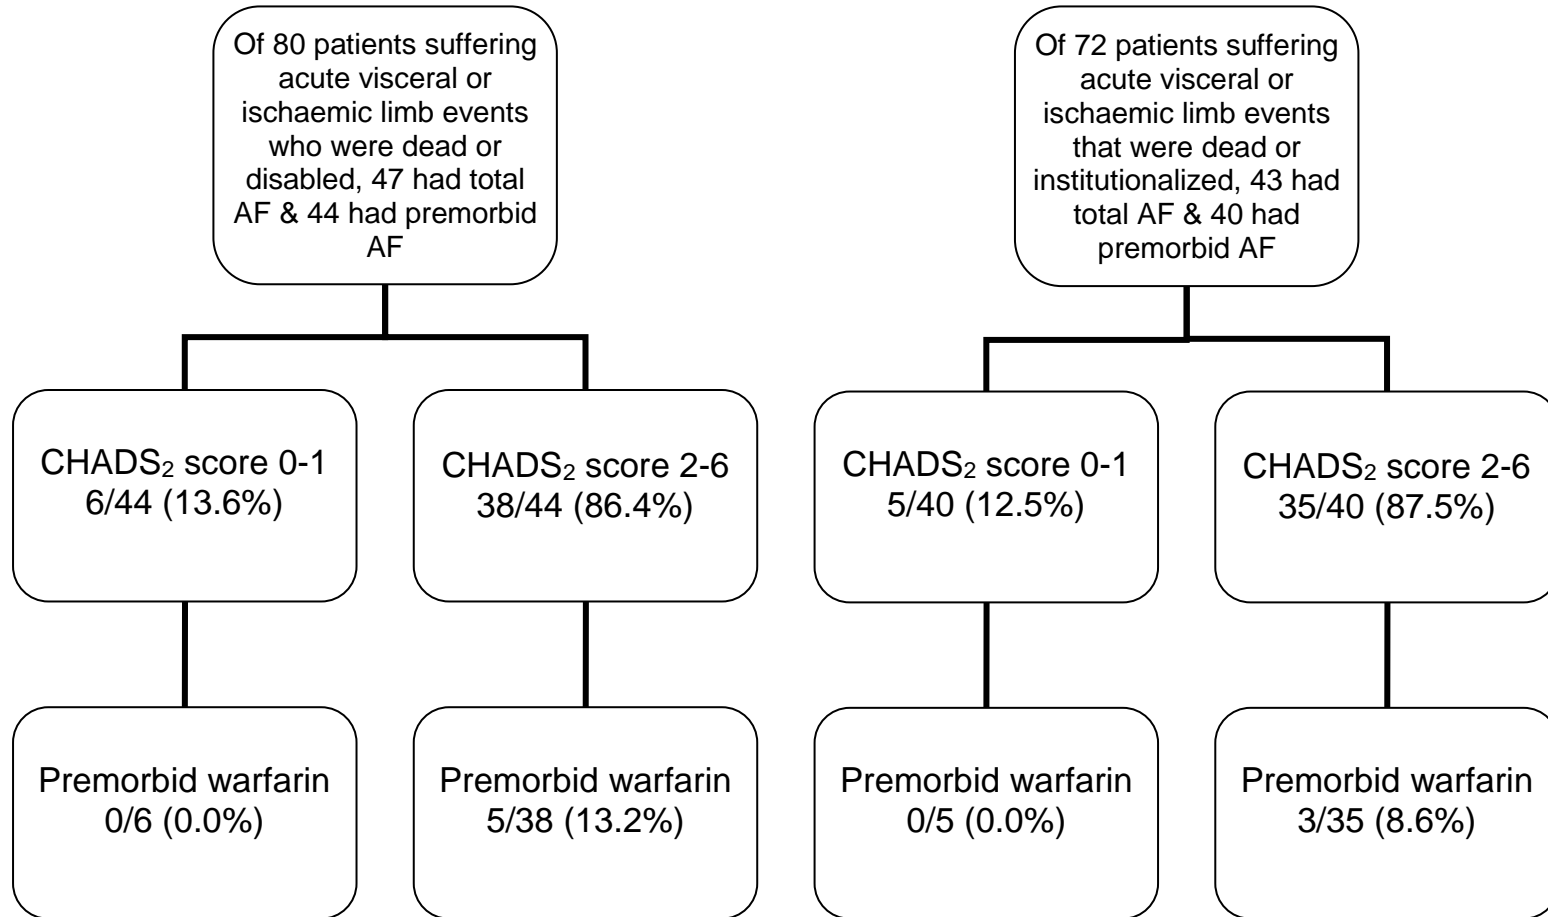 Of 80 patients suffering
acute visceral or
ischaemic limb events
who were dead or
disabled, 47 had total
AF & 44 had premorbid
AF
Of 72 patients suffering
acute visceral or
ischaemic limb events
that were dead or
institutionalized, 43 had
total AF & 40 had
premorbid AF
CHADS₂ score 0-1
6/44 (13.6%)
CHADS₂ score 2-6
38/44 (86.4%)
CHADS₂ score 0-1
5/40 (12.5%)
CHADS₂ score 2-6
35/40 (87.5%)
Premorbid warfarin
0/6 (0.0%)
Premorbid warfarin
5/38 (13.2%)
Premorbid warfarin
0/5 (0.0%)
Premorbid warfarin
3/35 (8.6%)